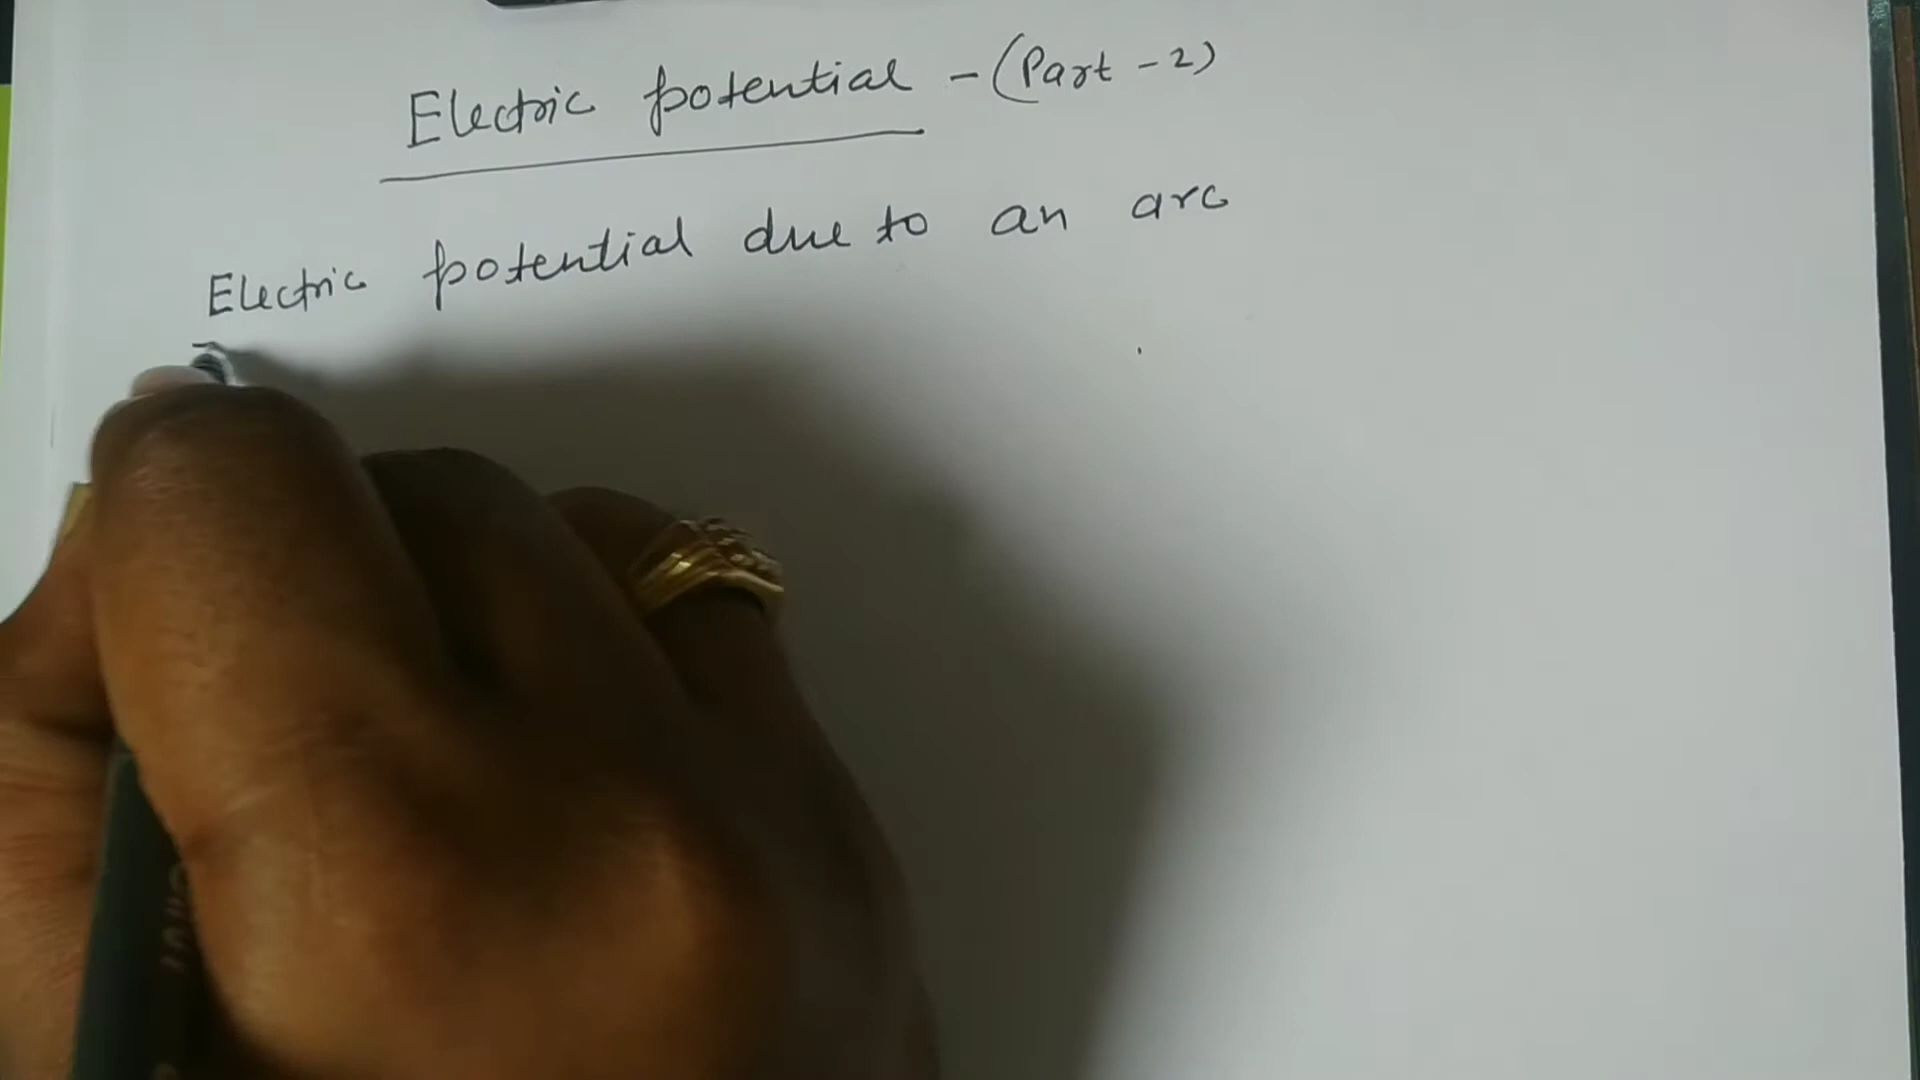 Electric potential - (Part - 2)
Electric potential due to an arc